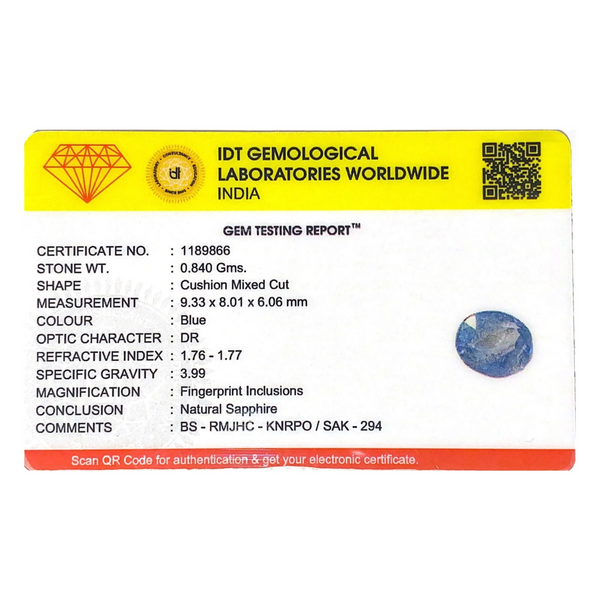 IDT GEMOLOGICAL
LABORATORIES WORLDWIDE
INDIA
GEM TESTING REPORT™
CERTIFICATE NO. : 1189866
STONE WT. : 0.840 Gms.
SHAPE : Cushion Mixed Cut
MEASUREMENT : 9.33 x 8.01 x 6.06 mm
COLOUR : Blue
OPTIC CHARACTER : DR
REFRACTIVE INDEX : 1.76 - 1.77
SPECIFIC GRAVITY : 3.99
MAGNIFICATION : Fingerprint Inclusions
CONCLUSION : Natural Sapphire
COMMENTS : BS - RMJHC - KNRPO / SAK - 294
Scan QR Code for authentication & get your electronic certificate.